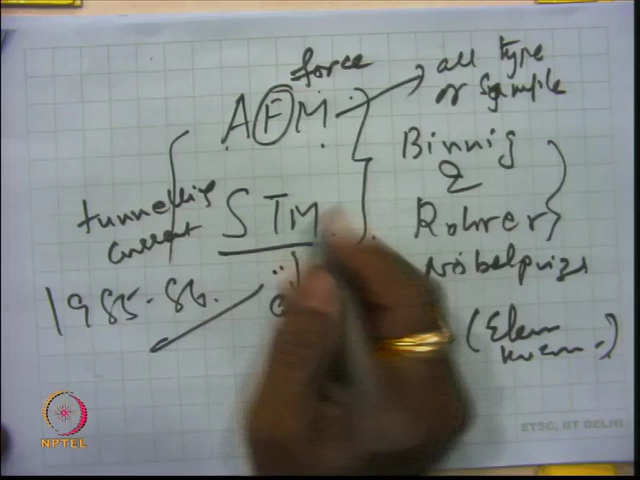 force
AFM
all type
of sample
Binnig
&
Rohrer
Nobel prize
tunnelling
current
STM
1985-86.
NPTEL
ETSC, IIT DELHI